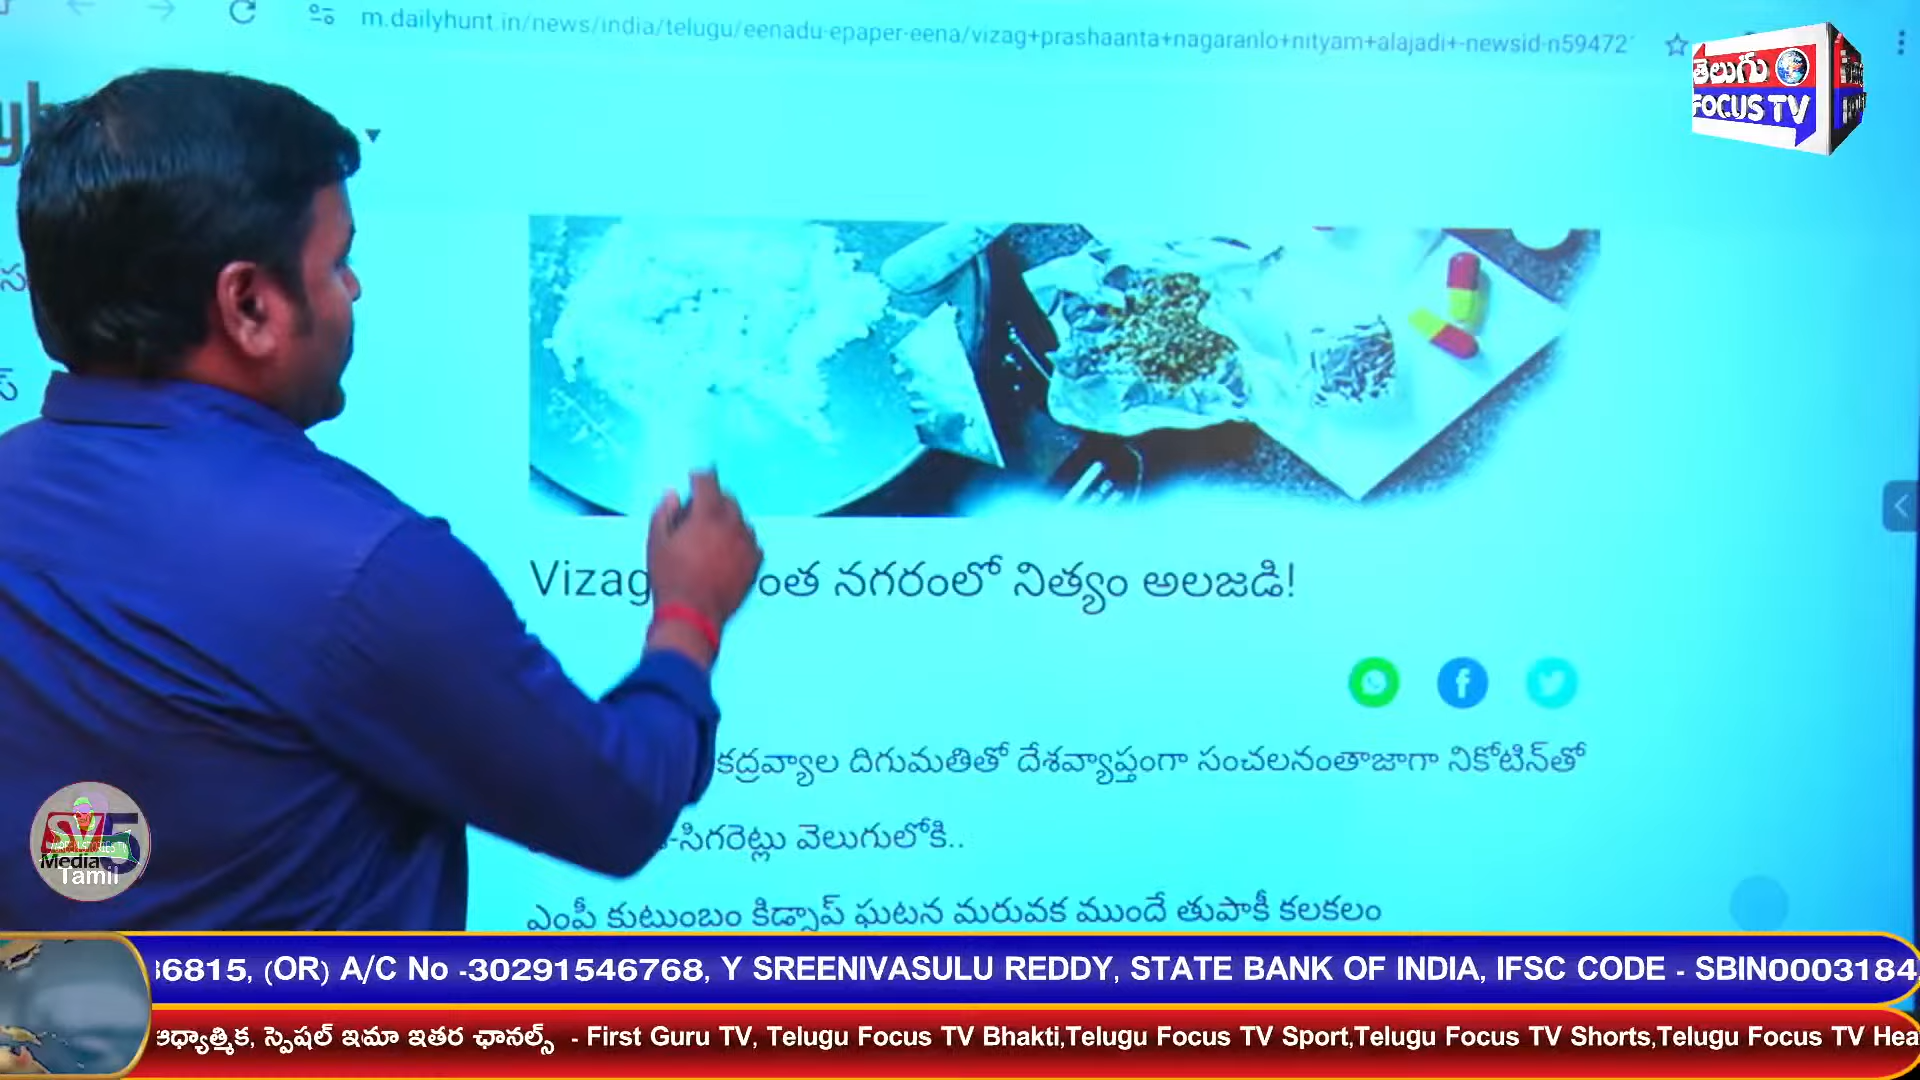 m.dailyhunt.in/news/india/telugu/eenadu-epaper-eena/vizag+prashaanta+nagaranlo+nityam+alajadi+-newsid-n59472
తెలుగు
FOCUS TV
Vizag
ంత నగరంలో నిత్యం అలజడి!
కద్రవ్యాల దిగుమతితో దేశవ్యాప్తంగా సంచలనంతాజాగా నికోటిన్‌తో
-సిగరెట్లు వెలుగులోకి..
ఎంపీ కుటుంబం కిడ్నాప్ ఘటన మరువక ముందే తుపాకీ కలకలం
SV5
Media
Tamil
36815, (OR) A/C No -30291546768, Y SREENIVASULU REDDY, STATE BANK OF INDIA, IFSC CODE - SBIN0003184,
ఆధ్యాత్మిక, స్పెషల్ ఇమా ఇతర ఛానల్స్ - First Guru TV, Telugu Focus TV Bhakti,Telugu Focus TV Sport,Telugu Focus TV Shorts,Telugu Focus TV Hea